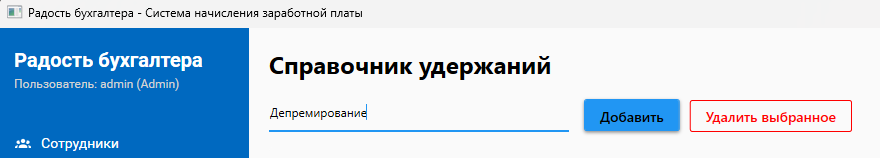 Радость бухгалтера - Система начисления заработной платы
Радость бухгалтера
Пользователь: admin (Admin)
Сотрудники
Справочник удержаний
Депремирование
Добавить
Удалить выбранное